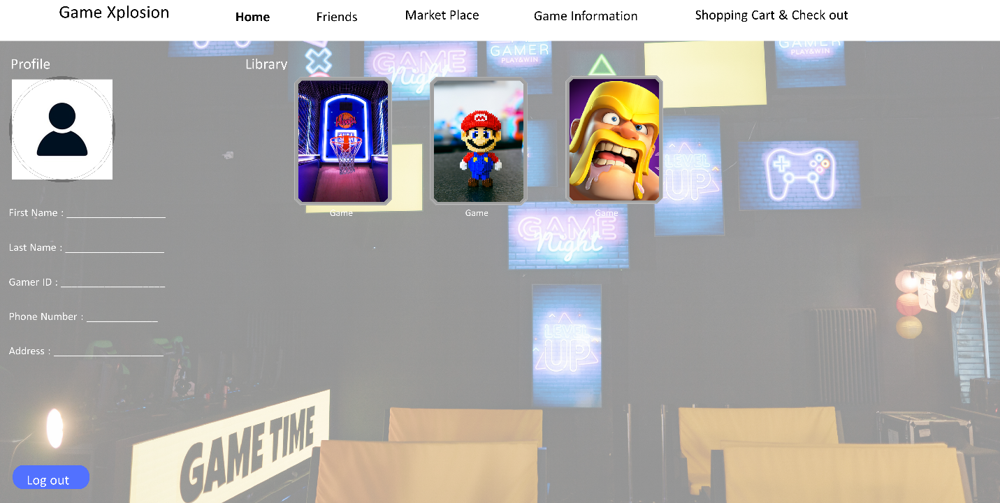 Game Xplosion
Home
Friends
Market Place
Game Information
Shopping Cart & Check out
Profile
Library
GAME
Night
GAMER
PLAY&WIN
GAMER
PLAY&WIN
Game
Game
Game
LEVEL
UP
GAME
Night
First Name : ___________________
Last Name : ___________________
Gamer ID : ____________________
Phone Number : ______________
Address : _____________________
LEVEL
UP
GAME TIME
Log out